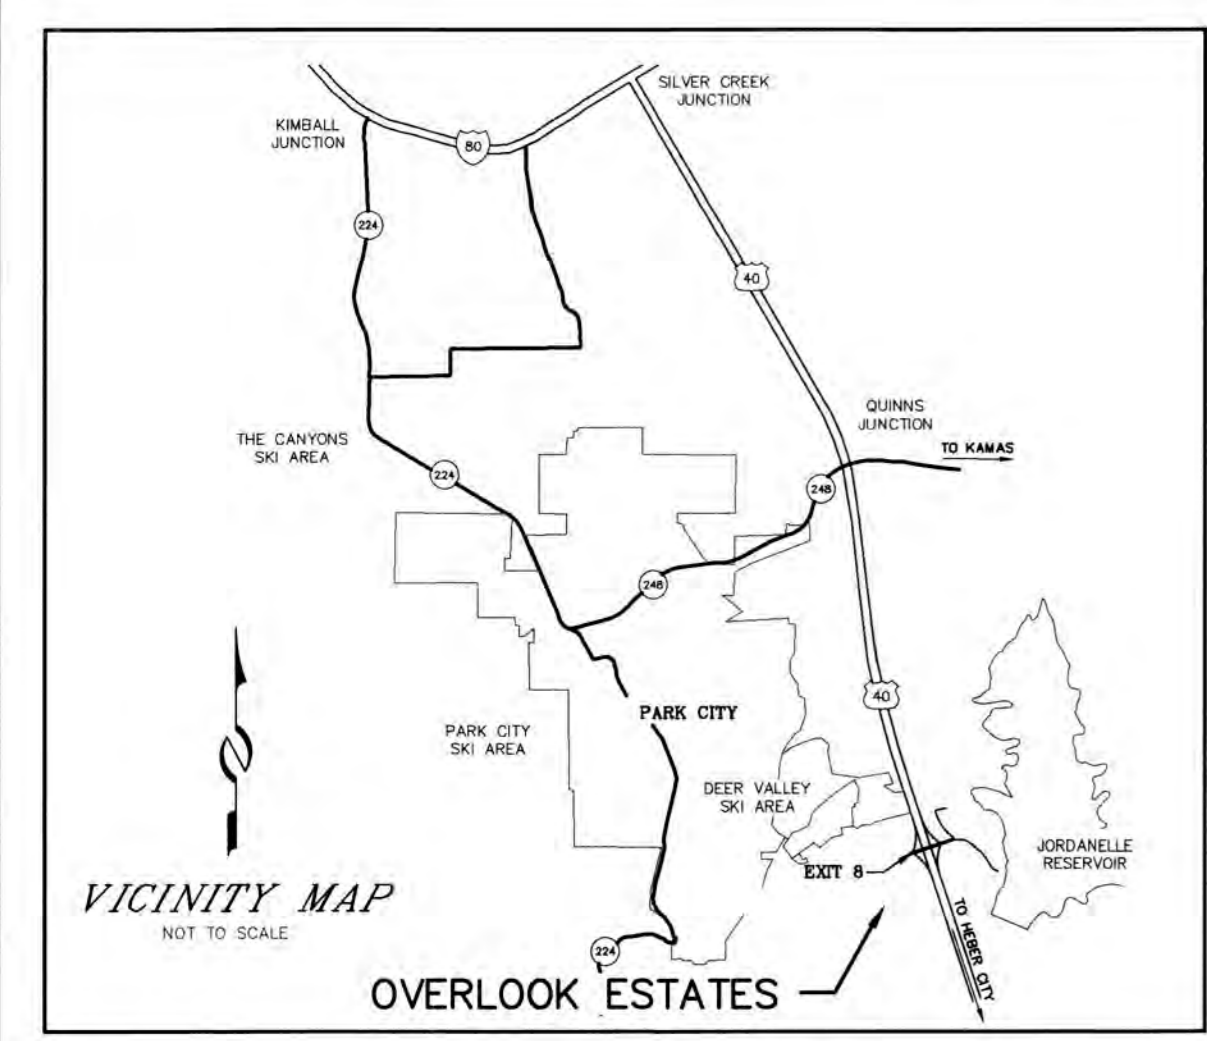 SILVER CREEK
JUNCTION
KIMBALL
JUNCTION
80
224
40
QUINNS
JUNCTION
TO KAMAS
THE CANYONS
SKI AREA
224
248
248
40
PARK CITY
PARK CITY
SKI AREA
DEER VALLEY
SKI AREA
JORDANELLE
RESERVOIR
EXIT 8
VICINITY MAP
NOT TO SCALE
TO HEBER CITY
224
OVERLOOK ESTATES